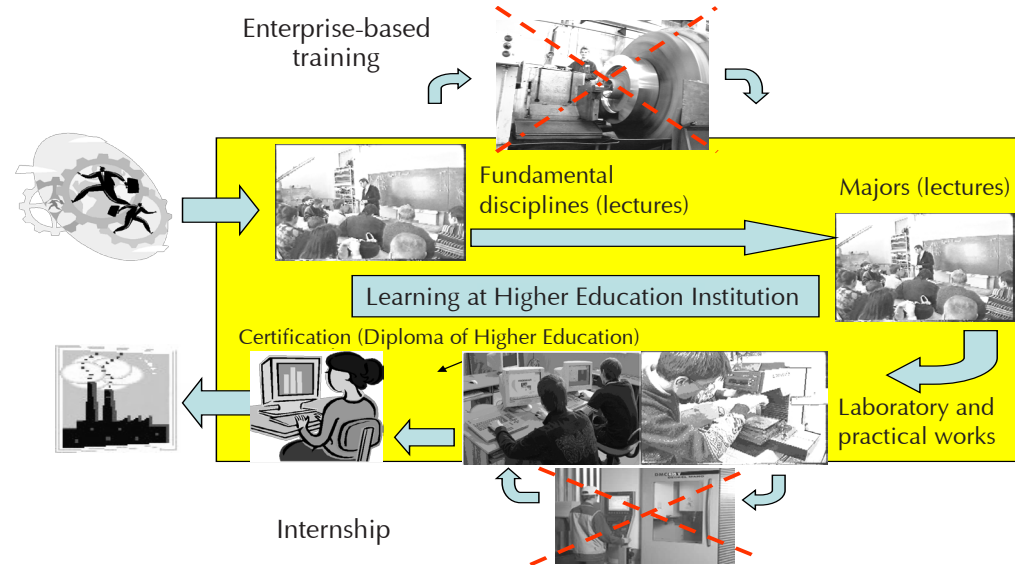 Enterprise-based
training
Fundamental
disciplines (lectures)
Majors (lectures)
Learning at Higher Education Institution
Certification (Diploma of Higher Education)
Laboratory and
practical works
Internship